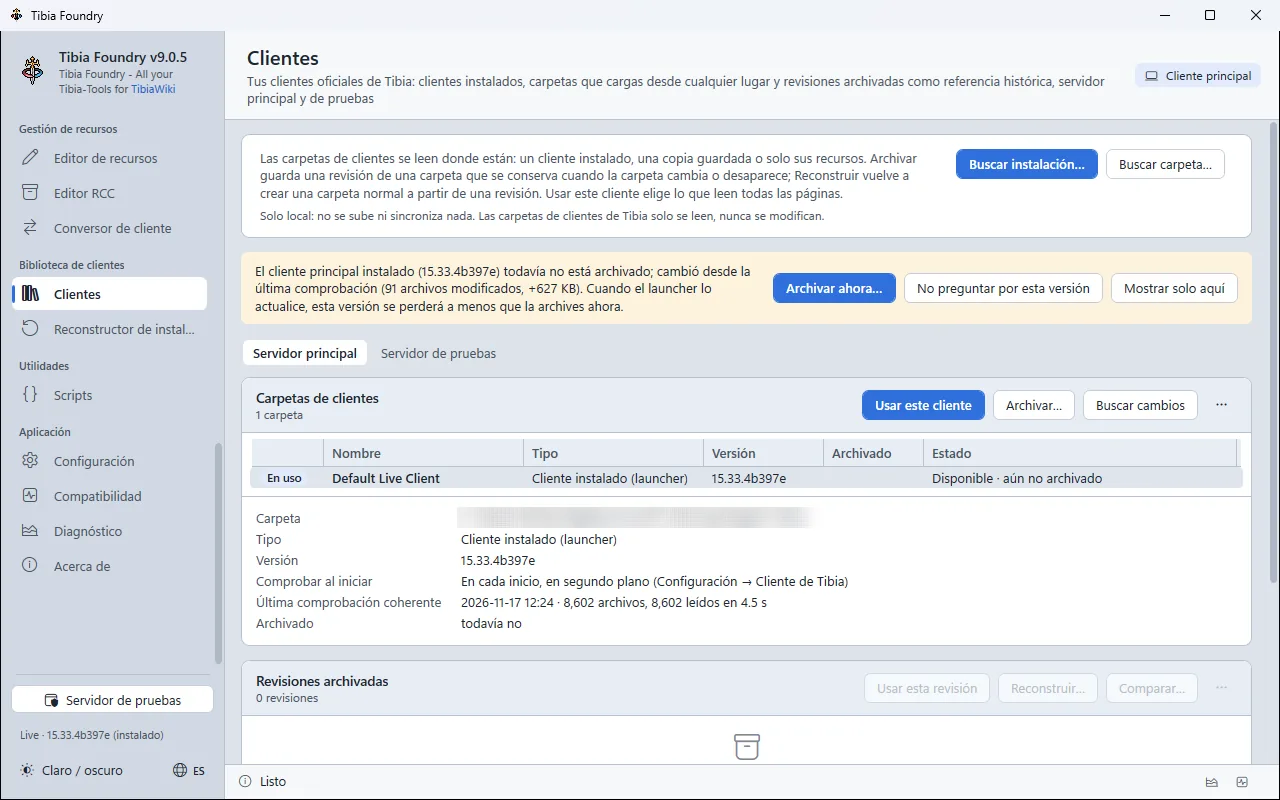 Tibia Foundry
Tibia Foundry v9.0.5
Tibia Foundry - All your
Tibia-Tools for TibiaWiki
Gestión de recursos
Editor de recursos
Editor RCC
Conversor de cliente
Biblioteca de clientes
Clientes
Reconstructor de instal...
Utilidades
Scripts
Aplicación
Configuración
Compatibilidad
Diagnóstico
Acerca de
Servidor de pruebas
Live · 15.33.4b397e (instalado)
Claro / oscuro
ES
Clientes
Tus clientes oficiales de Tibia: clientes instalados, carpetas que cargas desde cualquier lugar y revisiones archivadas como referencia histórica, servidor
principal y de pruebas
Cliente principal
Las carpetas de clientes se leen donde están: un cliente instalado, una copia guardada o solo sus recursos. Archivar
guarda una revisión de una carpeta que se conserva cuando la carpeta cambia o desaparece; Reconstruir vuelve a
crear una carpeta normal a partir de una revisión. Usar este cliente elige lo que leen todas las páginas.
Solo local: no se sube ni sincroniza nada. Las carpetas de clientes de Tibia solo se leen, nunca se modifican.
Buscar instalación...
Buscar carpeta...
El cliente principal instalado (15.33.4b397e) todavía no está archivado; cambió desde la
última comprobación (91 archivos modificados, +627 KB). Cuando el launcher lo
actualice, esta versión se perderá a menos que la archives ahora.
Archivar ahora...
No preguntar por esta versión
Mostrar solo aquí
Servidor principal
Servidor de pruebas
Carpetas de clientes
1 carpeta
Usar este cliente
Archivar...
Buscar cambios
...
Nombre
Tipo
Versión
Archivado
Estado
En uso
Default Live Client
Cliente instalado (launcher)
15.33.4b397e
Disponible · aún no archivado
Carpeta
Tipo
Cliente instalado (launcher)
Versión
15.33.4b397e
Comprobar al iniciar
En cada inicio, en segundo plano (Configuración → Cliente de Tibia)
Última comprobación coherente
2026-11-17 12:24 · 8,602 archivos, 8,602 leídos en 4.5 s
Archivado
todavía no
Revisiones archivadas
0 revisiones
Usar esta revisión
Reconstruir...
Comparar...
...
Listo